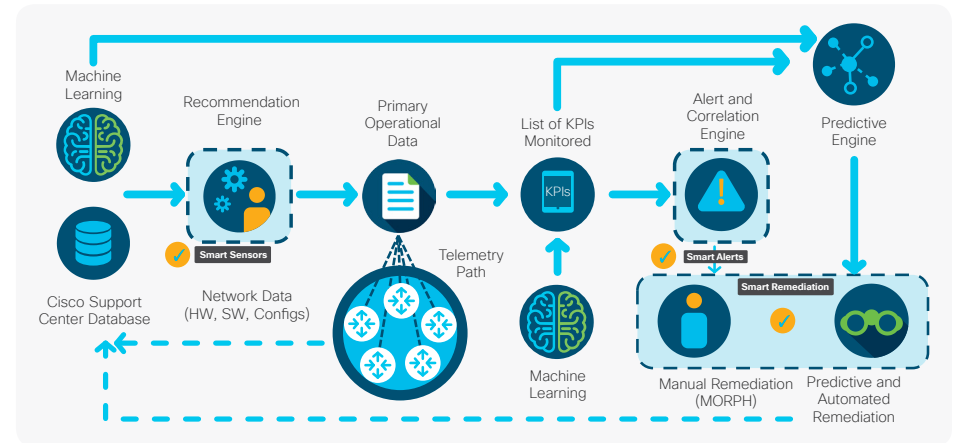 Machine
Learning
Recommendation
Engine
Primary
Operational
Data
List of KPIs
Monitored
Alert and
Correlation
Engine
Predictive
Engine
KPIs
Smart Sensors
Telemetry
Path
Smart Alerts
Smart Remediation
Cisco Support
Center Database
Network Data
(HW, SW, Configs)
Machine
Learning
Manual Remediation
(MORPH)
Predictive and
Automated
Remediation